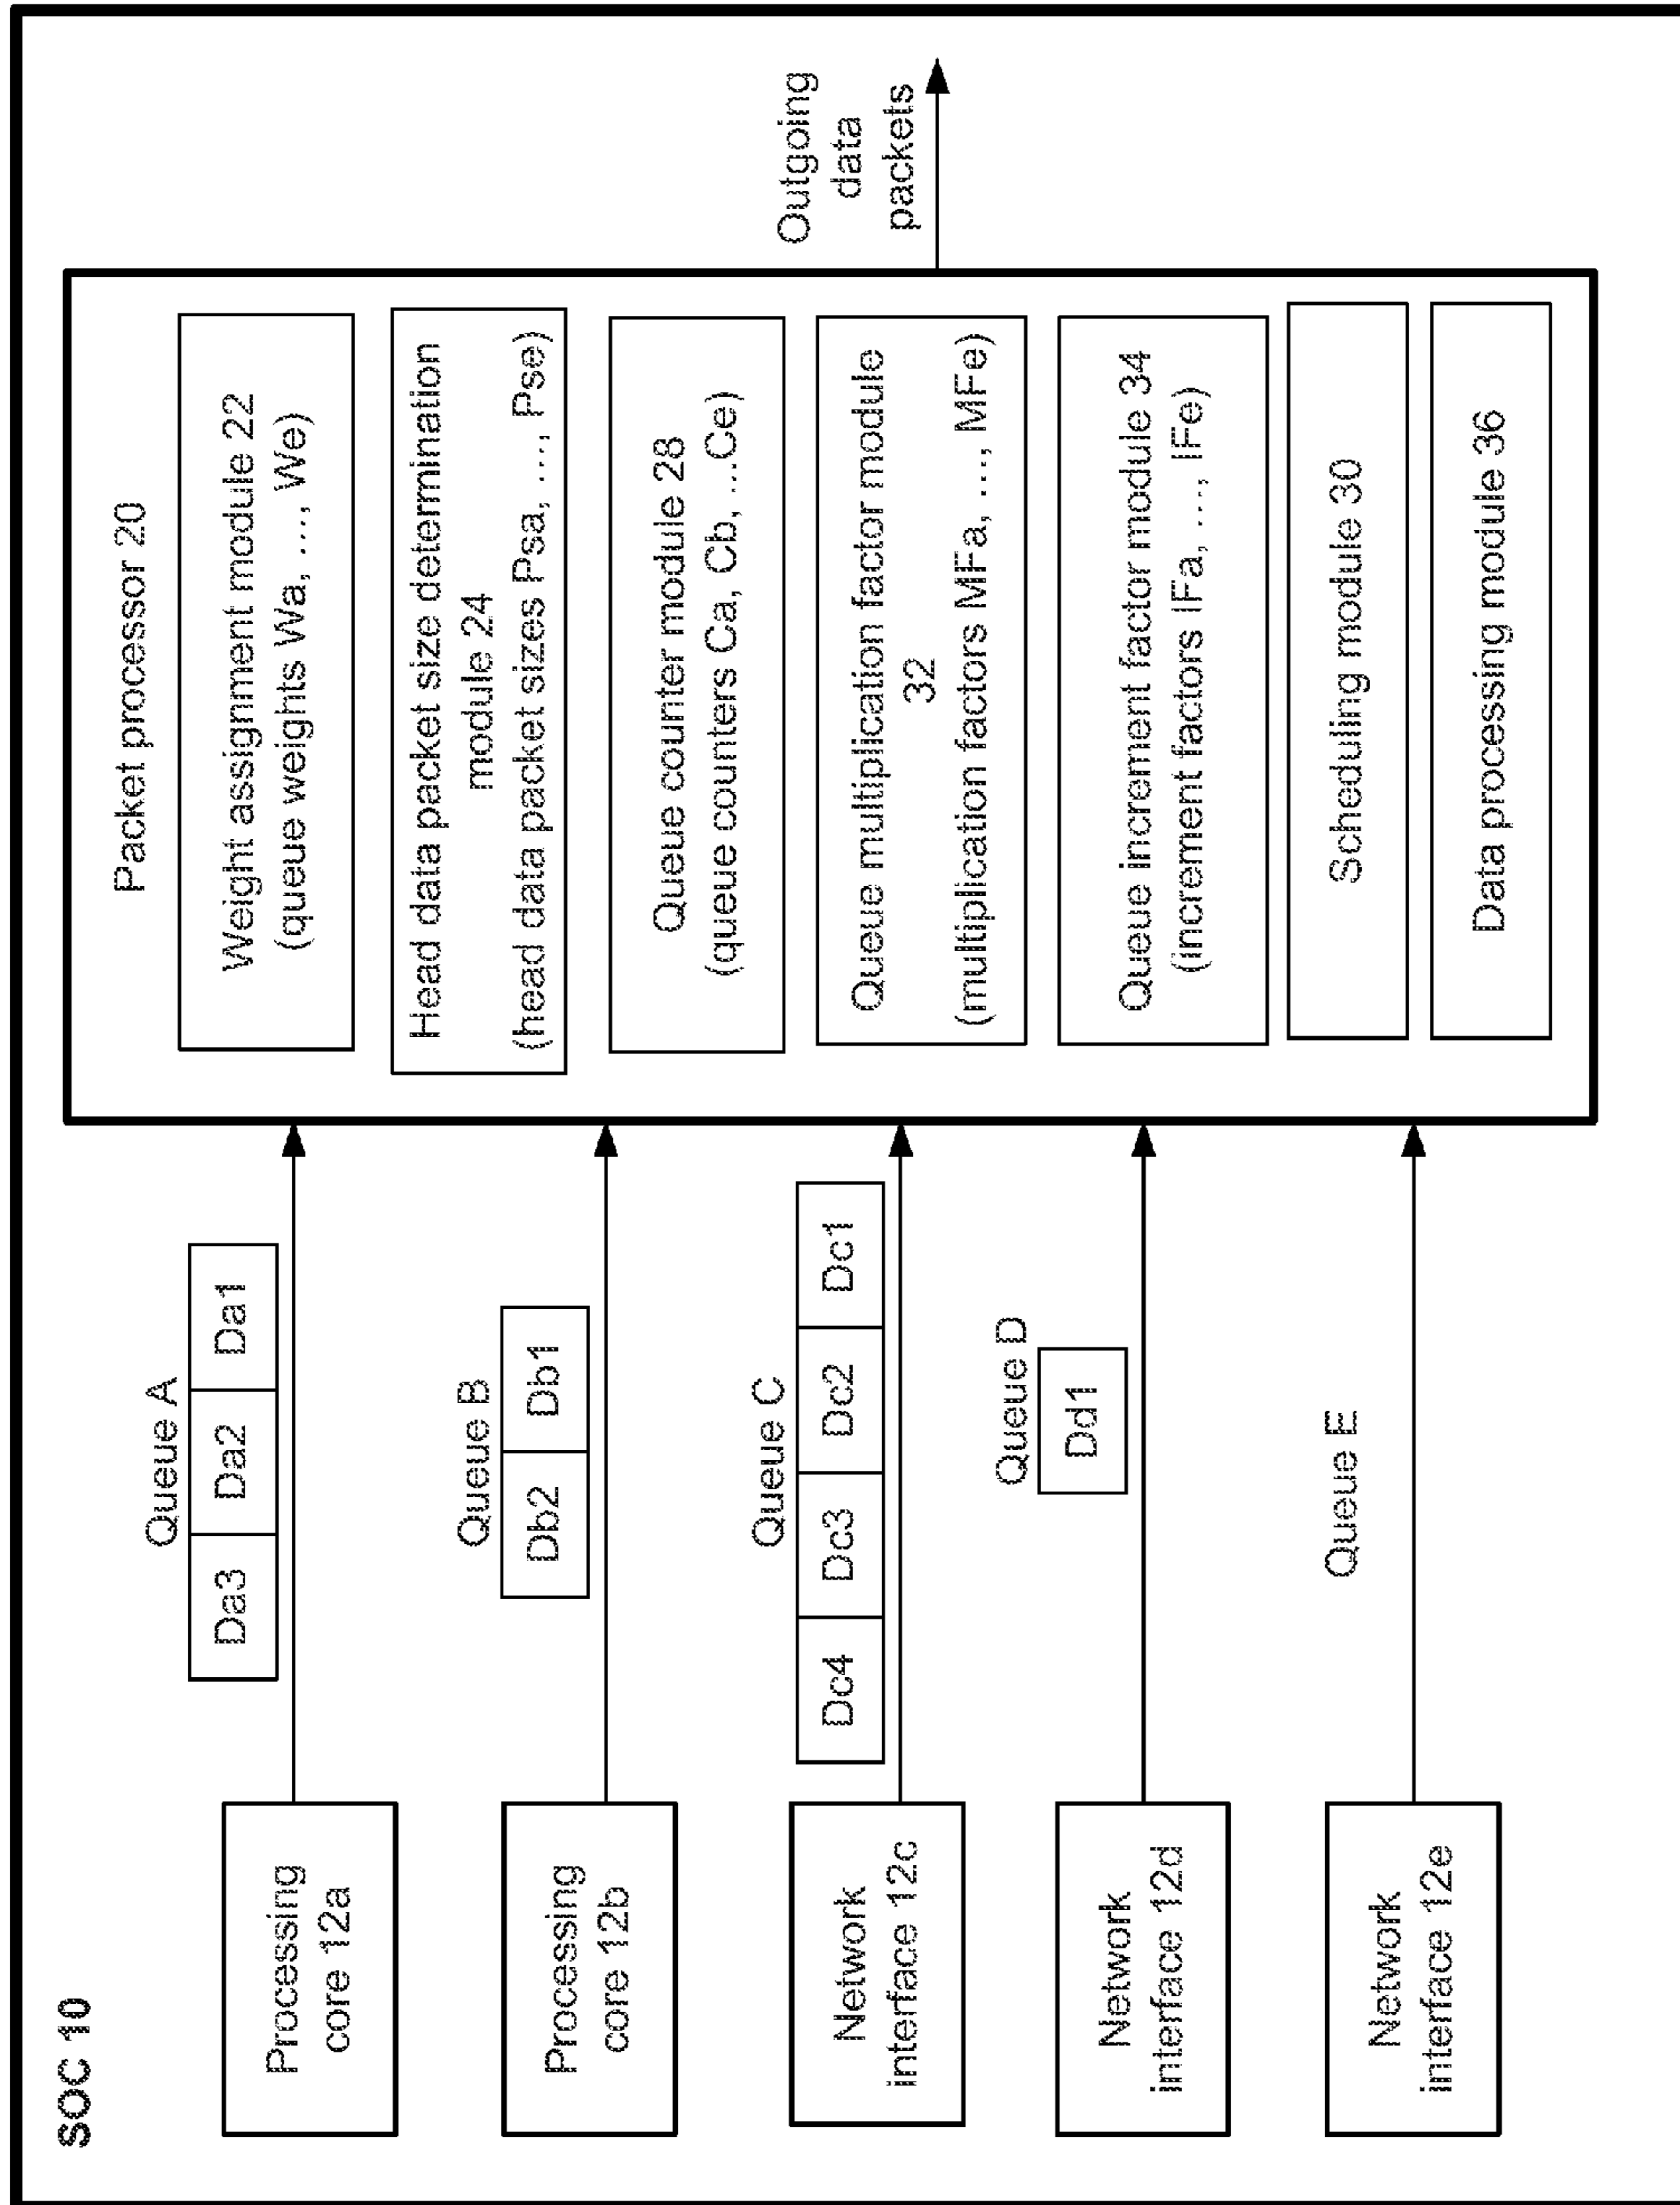 SOC 10
Processing
core 12a
Processing
core 12b
Network
interface 12c
Network
interface 12d
Network
interface 12e
Queue A
Da3
Da2
Da1
Queue B
Db2
Db1
Queue C
Dc4
Dc3
Dc2
Dc1
Queue D
Dd1
Queue E
Packet processor 20
Weight assignment module 22
(queue weights Wa, ..., We)
Head data packet size determination
module 24
(head data packet sizes Psa, ..., Pse)
Queue counter module 28
(queue counters Ca, Cb, ...Ce)
Queue multiplication factor module
32
(multiplication factors MFa, ..., MFe)
Queue increment factor module 34
(increment factors IFa, ..., IFe)
Scheduling module 30
Data processing module 36
Outgoing
data
packets